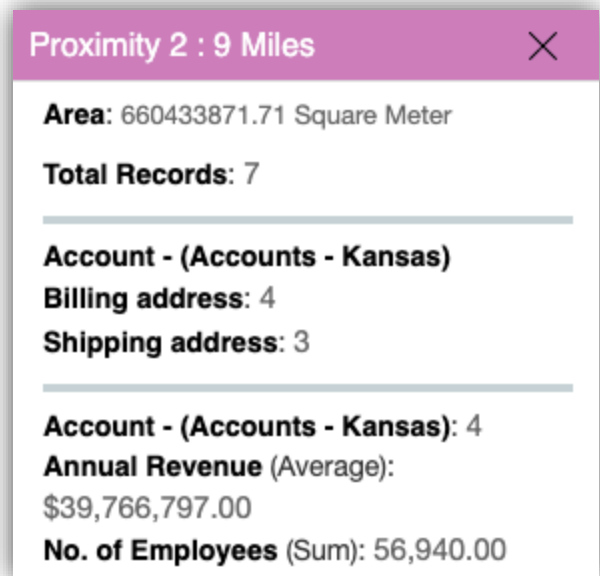 Proximity 2 : 9 Miles
Area: 660433871.71 Square Meter
Total Records: 7
Account - (Accounts - Kansas)
Billing address: 4
Shipping address: 3
Account - (Accounts - Kansas): 4
Annual Revenue (Average):
$39,766,797.00
No. of Employees (Sum): 56,940.00